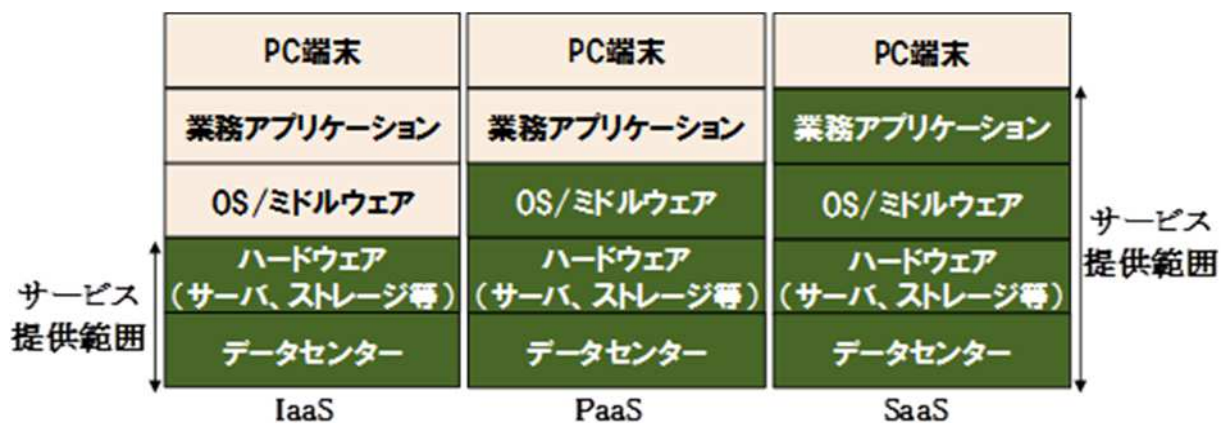 PC端末
PC端末
PC端末
業務アプリケーション
業務アプリケーション
業務アプリケーション
OS/ミドルウェア
OS/ミドルウェア
OS/ミドルウェア
ハードウェア
(サーバ、ストレージ等)
ハードウェア
(サーバ、ストレージ等)
ハードウェア
(サーバ、ストレージ等)
データセンター
データセンター
データセンター
サービス
提供範囲
サービス
提供範囲
IaaS
PaaS
SaaS